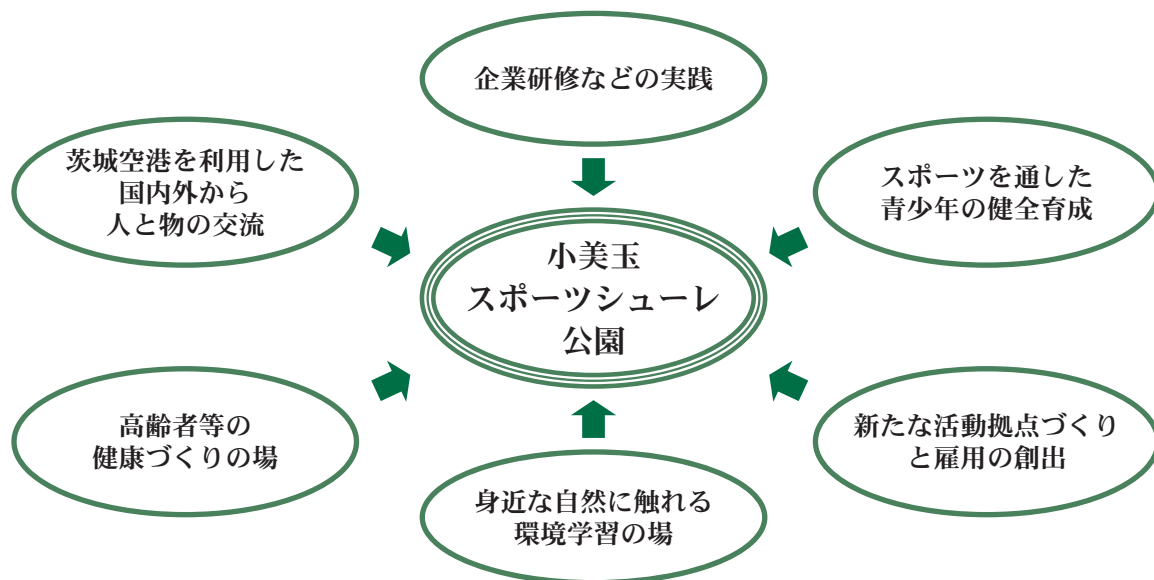 企業研修などの実践
茨城空港を利用した
国内外から
人と物の交流
スポーツを通した
青少年の健全育成
小美玉
スポーツシューレ
公園
高齢者等の
健康づくりの場
新たな活動拠点づくり
と雇用の創出
身近な自然に触れる
環境学習の場